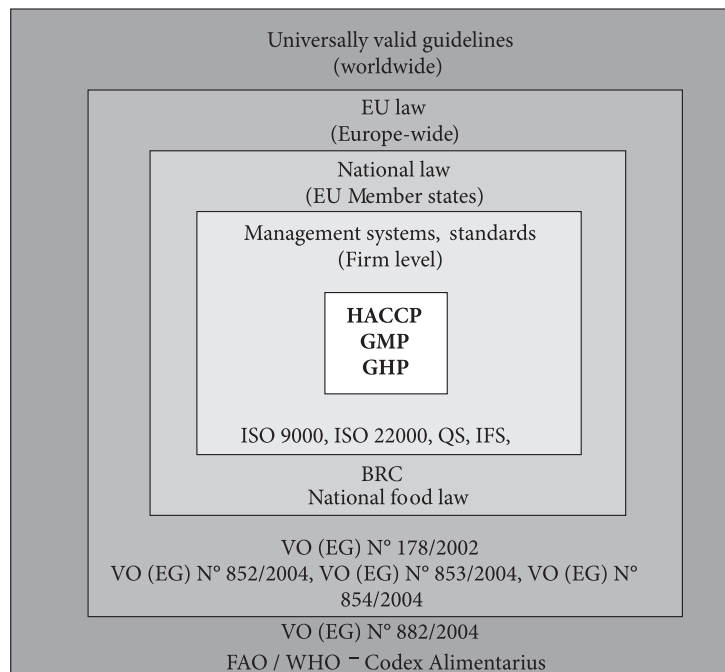 Universally valid guidelines
(worldwide)
EU law
(Europe-wide)
National law
(EU Member states)
Management systems, standards
(Firm level)
HACCP
GMP
GHP
ISO 9000, ISO 22000, QS, IFS,
BRC
National food law
VO (EG) N° 178/2002
VO (EG) N° 852/2004, VO (EG) N° 853/2004, VO (EG) N°
854/2004
VO (EG) N° 882/2004
FAO / WHO – Codex Alimentarius